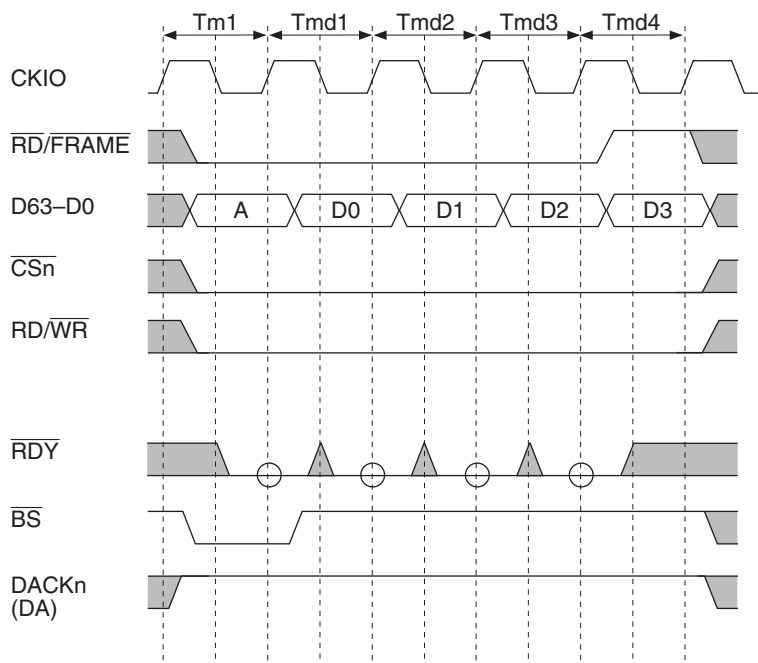 Tm1 Tmd1 Tmd2 Tmd3 Tmd4
CKIO
RD/FRAME
D63–D0 A D0 D1 D2 D3
CSn
RD/WR
RDY
BS
DACKn
(DA)